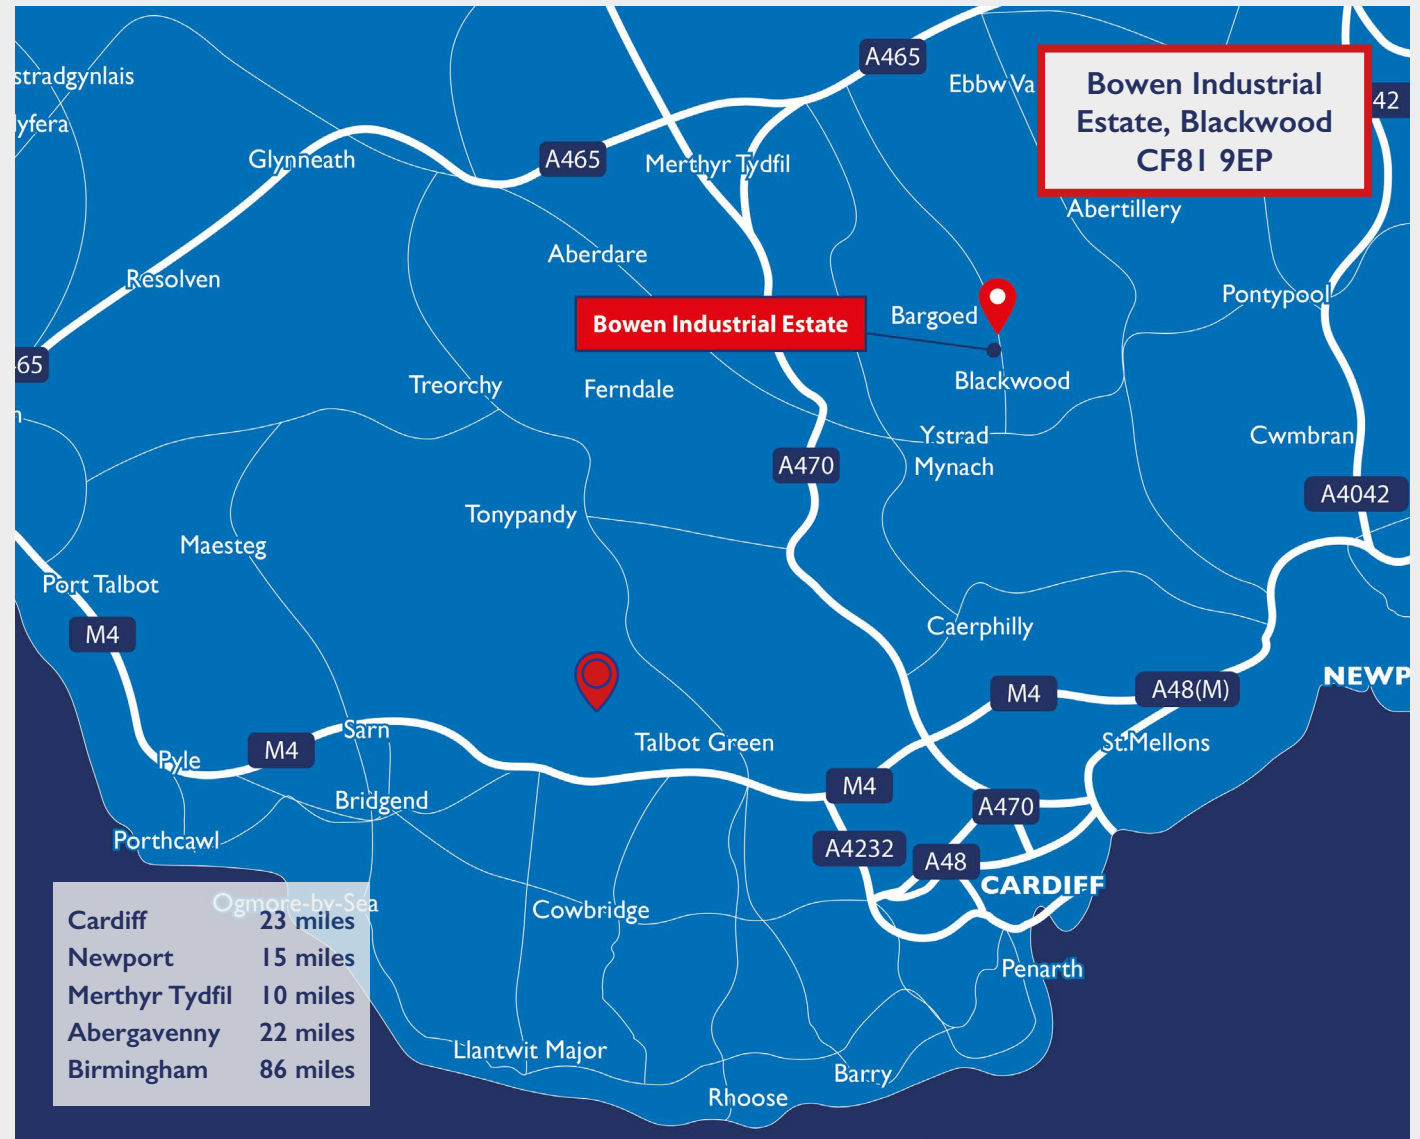 A465
stradgynlais
Ebbw Va
Bowen Industrial
Estate, Blackwood
CF81 9EP
42
yfera
Glynneath
A465
Merthyr Tydfil
Abertillery
Aberdare
Resolven
Pontypool
Bargoed
Bowen Industrial Estate
65
Treorchy
Ferndale
Blackwood
n
Ystrad
Mynach
Cwmbran
A470
A4042
Tonypandy
Maesteg
Port Talbot
M4
Caerphilly
NEWP
M4
A48(M)
Sarn
Talbot Green
St.Mellons
M4
Pyle
M4
Bridgend
A470
Porthcawl
A4232
A48
CARDIFF
Ogmore-by-Sea
Cowbridge
Cardiff 23 miles
Newport 15 miles
Merthyr Tydfil 10 miles
Abergavenny 22 miles
Birmingham 86 miles
Penarth
Llantwit Major
Barry
Rhoose